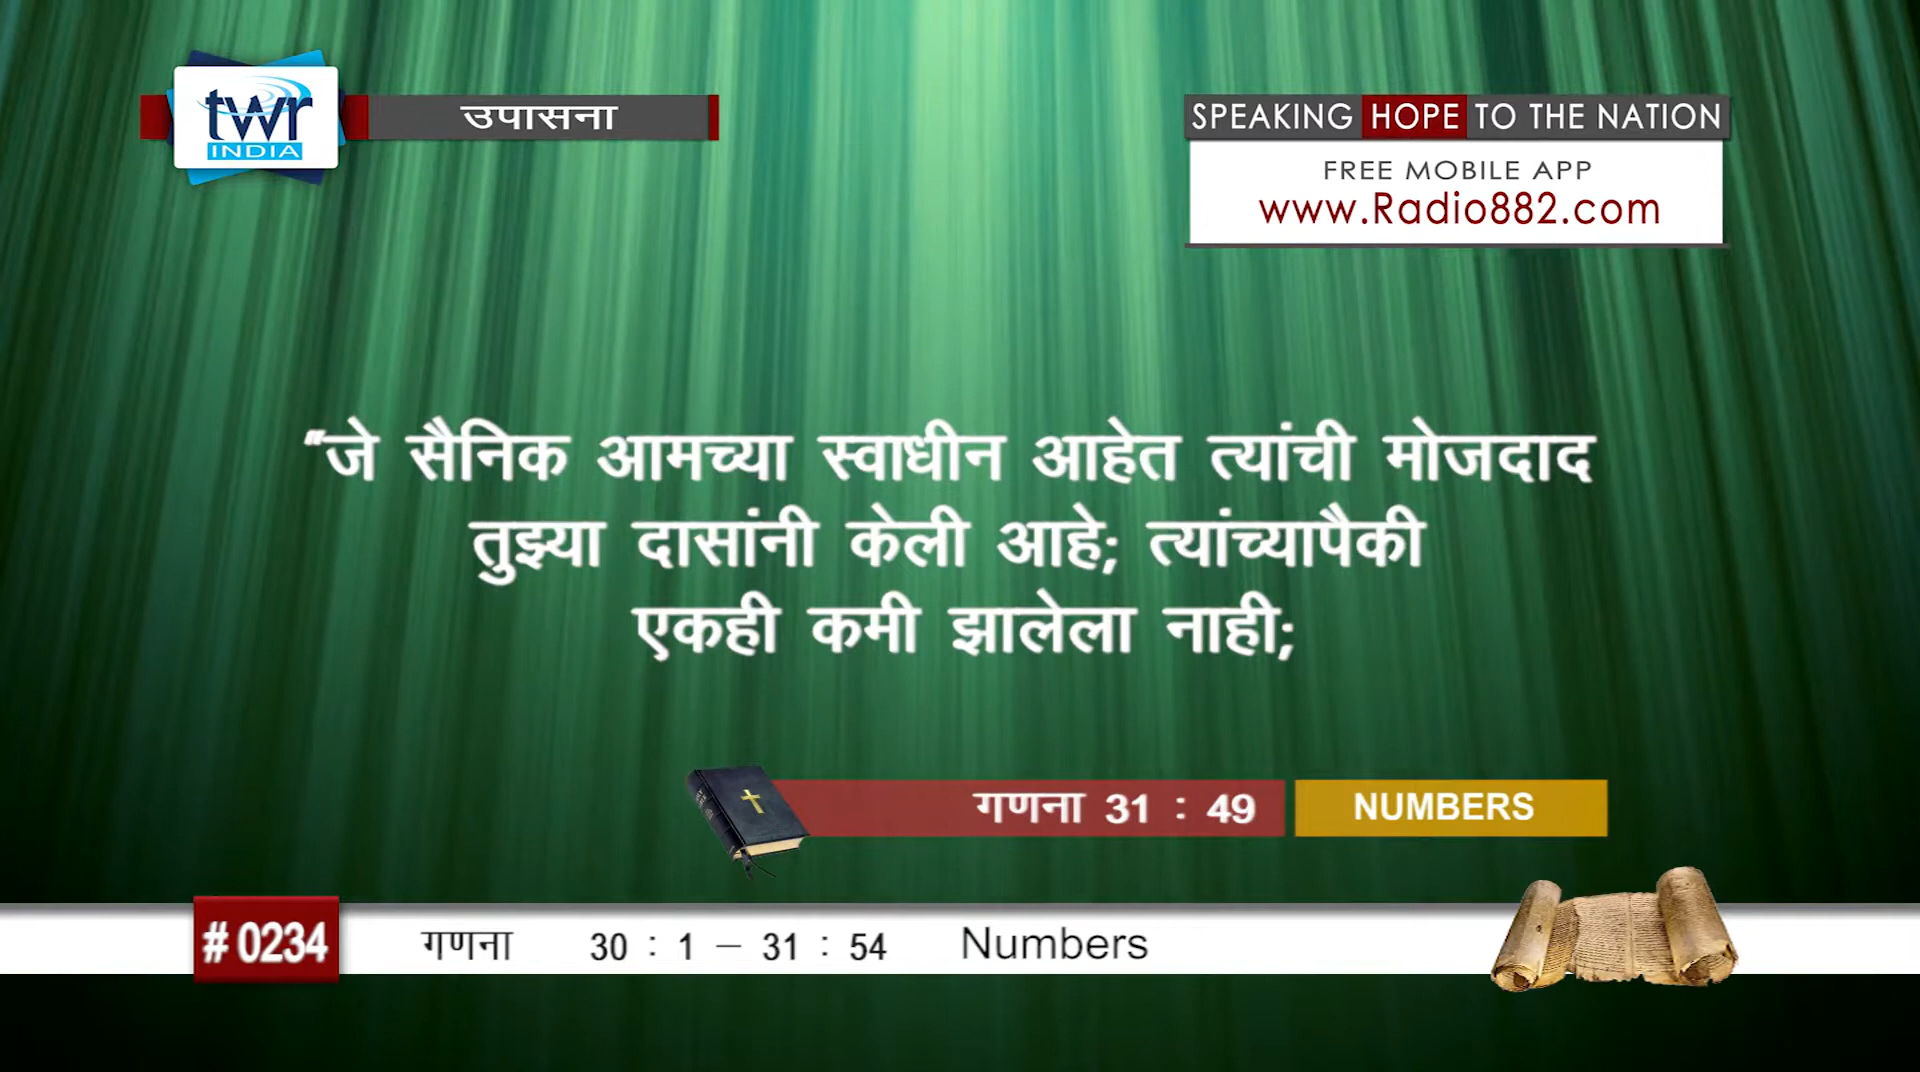 twr
INDIA
उपासना
SPEAKING HOPE TO THE NATION
FREE MOBILE APP
www.Radio882.com
“जे सैनिक आमच्या स्वाधीन आहेत त्यांची मोजदाद
तुझ्या दासांनी केली आहे; त्यांच्यापैकी
एकही कमी झालेला नाही;
गणना 31 : 49
NUMBERS
# 0234
गणना 30 : 1 – 31 : 54 Numbers